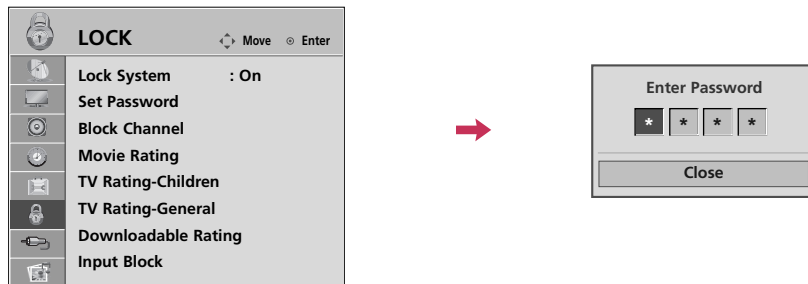 LOCK
Move
Enter
Lock System : On
Set Password
Block Channel
Movie Rating
TV Rating-Children
TV Rating-General
Downloadable Rating
Input Block
Enter Password
* * * *
Close